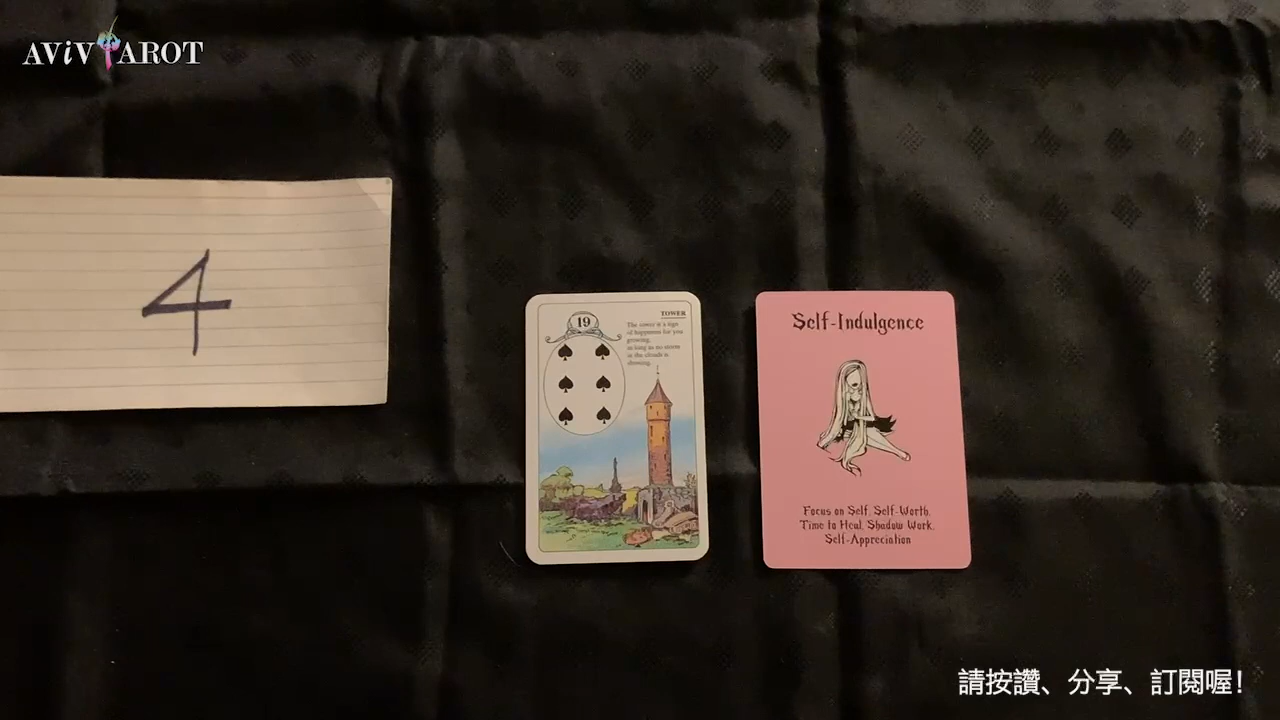 AViVTAROT
4
19
TOWER
The tower is a sign
of happiness for you
growing,
as long as no storm
in the clouds is
showing.
Self-Indulgence
Focus on Self, Self-Worth,
Time to Heal, Shadow Work,
Self-Appreciation
請按讚、分享、訂閱喔!